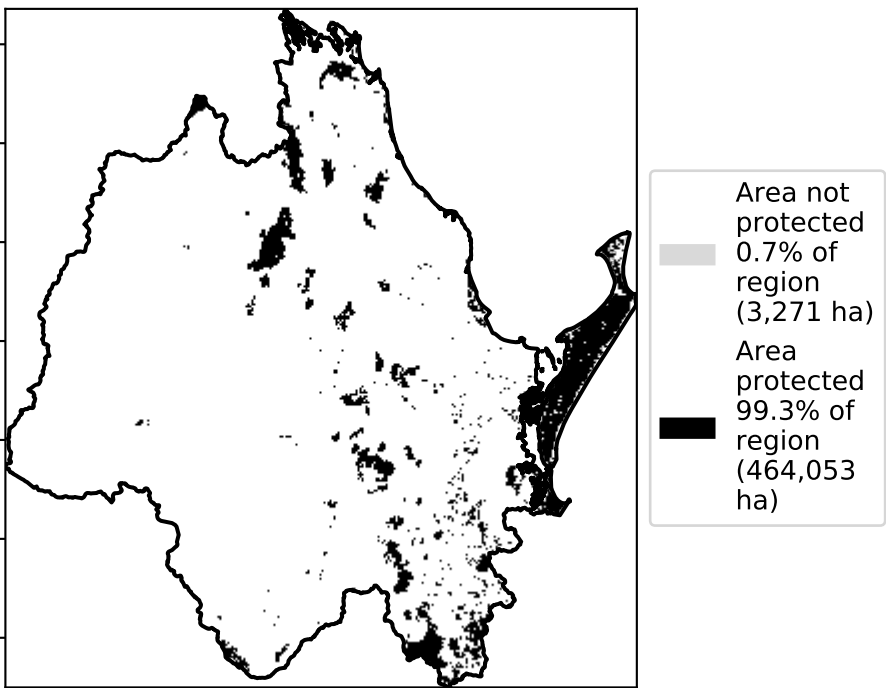 Area not
protected
0.7% of
region
(3,271 ha)
Area
protected
99.3% of
region
(464,053
ha)